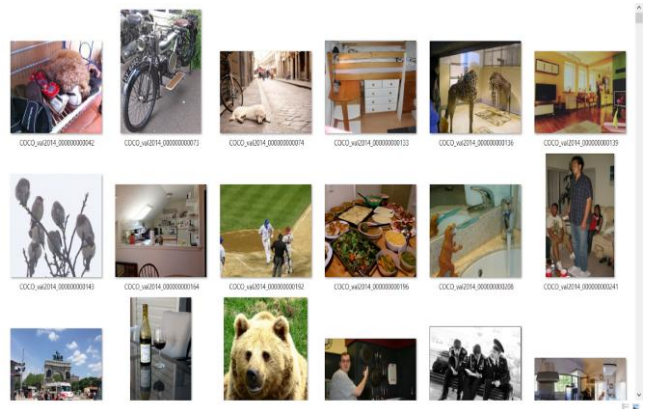 COCO_val2014_000000000042
COCO_val2014_000000000073
COCO_val2014_000000000074
COCO_val2014_000000000133
COCO_val2014_000000000136
COCO_val2014_000000000139
COCO_val2014_000000000143
COCO_val2014_000000000164
COCO_val2014_000000000192
COCO_val2014_000000000196
COCO_val2014_000000000208
COCO_val2014_000000000241